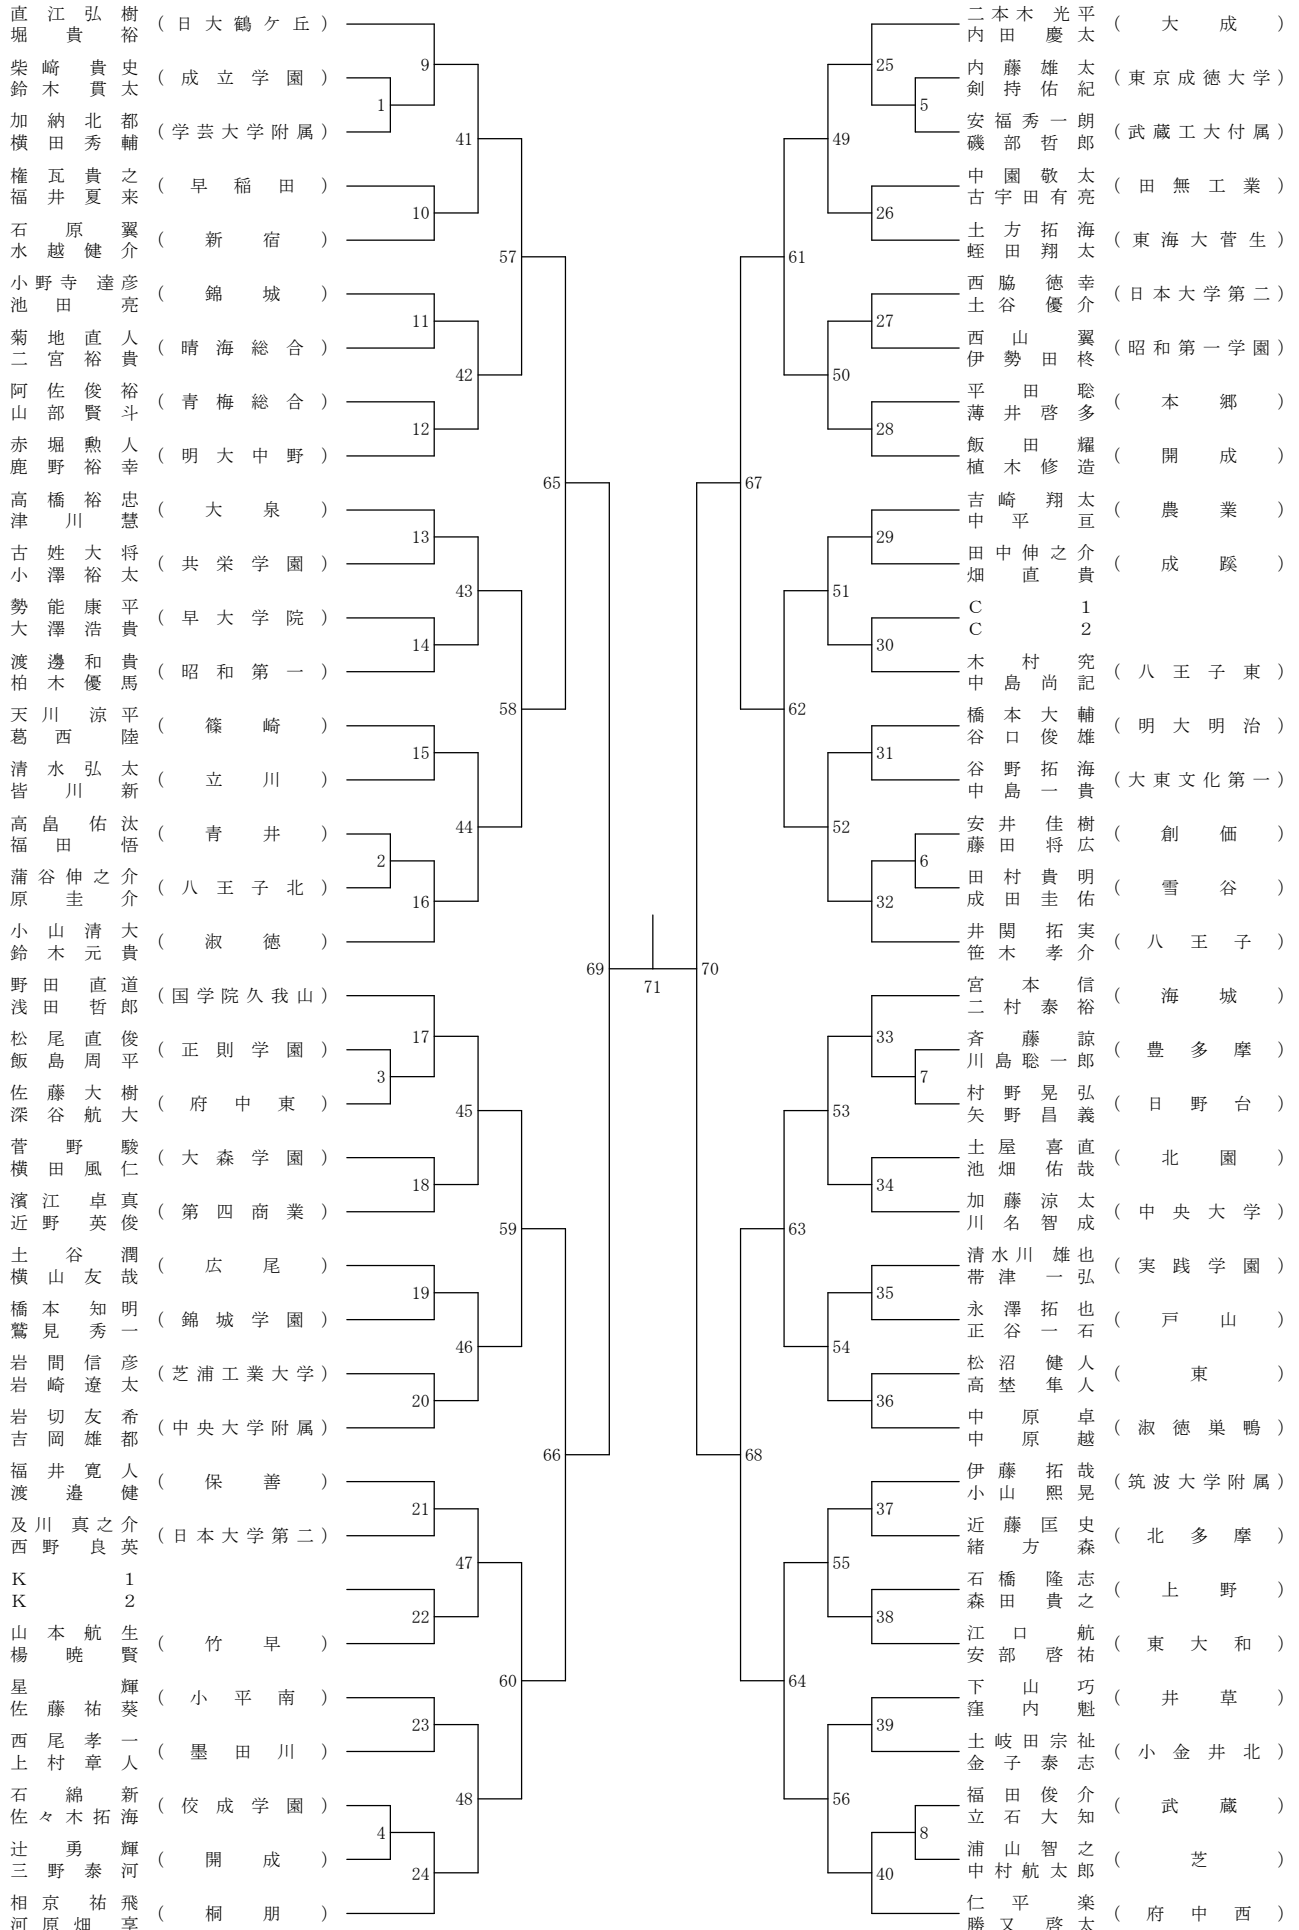 直江弘樹
堀貴裕
(日大鶴ケ丘)
柴﨑貴史
鈴木貫太
(成立学園)
加納北都
横田秀輔
(学芸大学附属)
権瓦貴之
福井夏来
(早稲田)
石原翼
水越健介
(新宿)
小野寺達彦
池田亮
(錦城)
菊地直人
二宮裕貴
(晴海総合)
阿佐俊裕
山部賢斗
(青梅総合)
赤堀勲人
鹿野裕幸
(明大中野)
高橋裕忠
津川慧
(大泉)
古姓大将
小澤裕太
(共栄学園)
勢能康平
大澤浩貴
(早大学院)
渡邊和貴
柏木優馬
(昭和第一)
天川涼平
葛西陸
(篠崎)
清水弘太
皆川新
(立川)
高畠佑汰
福田悟
(青井)
蒲谷伸之介
原圭介
(八王子北)
小山清大
鈴木元貴
(淑徳)
野田直道
浅田哲郎
(国学院久我山)
松尾直俊
飯島周平
(正則学園)
佐藤大樹
深谷航大
(府中東)
菅野駿
横田風仁
(大森学園)
濱江卓真
近野英俊
(第四商業)
土谷潤
横山友哉
(広尾)
橋本知明
鷲見秀一
(錦城学園)
岩間信彦
岩崎遼太
(芝浦工業大学)
岩切友希
吉岡雄都
(中央大学附属)
福井寛人
渡邉健
(保善)
及川真之介
西野良英
(日本大学第二)
K1
K2
山本航生
楊暁賢
(竹早)
星輝
佐藤祐葵
(小平南)
西尾孝一
上村章人
(墨田川)
石綿新
佐々木拓海
(佼成学園)
辻勇輝
三野泰河
(開成)
相京祐飛
河原畑享
(桐朋)
1
2
3
4
9
10
11
12
13
14
15
16
17
18
19
20
21
22
23
24
41
42
43
44
45
46
47
48
57
58
59
60
65
66
69
71
70
67
68
61
62
63
64
49
50
51
52
53
54
55
56
25
26
27
28
29
30
31
32
33
34
35
36
37
38
39
40
5
6
7
8
二本木光平
内田慶太
(大成)
内藤雄太
剣持佑紀
(東京成徳大学)
安福秀一朗
磯部哲郎
(武蔵工大付属)
中園敬太
古宇田有亮
(田無工業)
土方拓海
蛭田翔太
(東海大菅生)
西脇徳幸
土谷優介
(日本大学第二)
西山翼
伊勢田柊
(昭和第一学園)
平田聡
薄井啓多
(本郷)
飯田耀
植木修造
(開成)
吉崎翔太
中平亘
(農業)
田中伸之介
畑直貴
(成蹊)
C1
C2
木村究
中島尚記
(八王子東)
橋本大輔
谷口俊雄
(明大明治)
谷野拓海
中島一貴
(大東文化第一)
安井佳樹
藤田将広
(創価)
田村貴明
成田圭佑
(雪谷)
井関拓実
笹木孝介
(八王子)
宮本信
二村泰裕
(海城)
斉藤諒
川島聡一郎
(豊多摩)
村野晃弘
矢野昌義
(日野台)
土屋喜直
池畑佑哉
(北園)
加藤涼太
川名智成
(中央大学)
清水川雄也
帯津一弘
(実践学園)
永澤拓也
正谷一石
(戸山)
松沼健人
高埜隼人
(東)
中原卓
中原越
(淑徳巣鴨)
伊藤拓哉
小山熙晃
(筑波大学附属)
近藤匡史
緒方森
(北多摩)
石橋隆志
森田貴之
(上野)
江口航
安部啓祐
(東大和)
下山巧
窪内魁
(井草)
土岐田宗祉
金子泰志
(小金井北)
福田俊介
立石大知
(武蔵)
浦山智之
中村航太郎
(芝)
仁平楽
勝又啓太
(府中西)